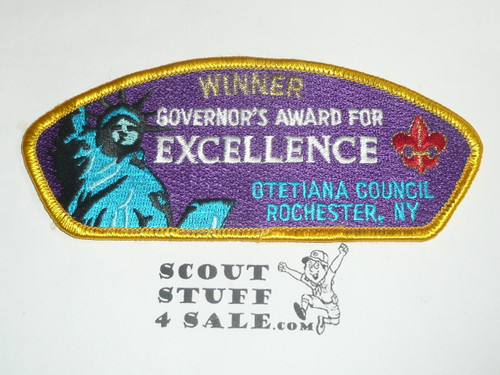 WINNER
GOVERNOR'S AWARD FOR
EXCELLENCE
OTETIANA COUNCIL
ROCHESTER, NY
SCOUT
STUFF
4 SALE.com